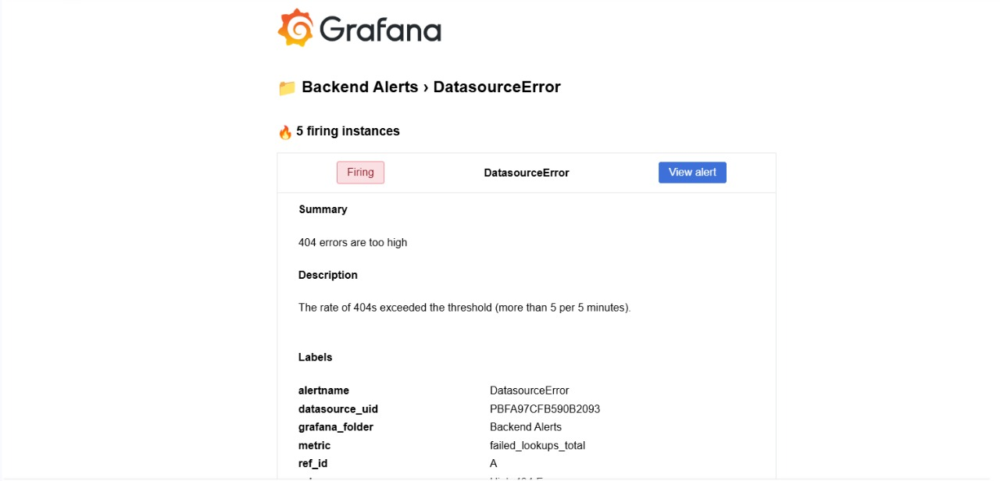 Grafana
📁 Backend Alerts › DatasourceError
🔥 5 firing instances
Firing DatasourceError View alert
Summary
404 errors are too high
Description
The rate of 404s exceeded the threshold (more than 5 per 5 minutes).
Labels
alertname DatasourceError
datasource_uid PBFA97CFB590B2093
grafana_folder Backend Alerts
metric failed_lookups_total
ref_id A